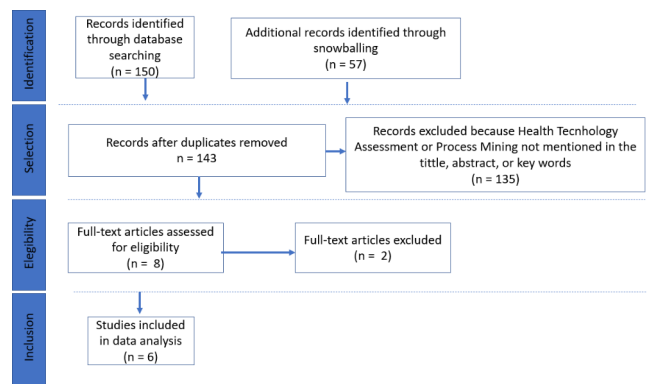 Identification
Records identified
through database
searching
(n = 150)
Additional records identified through
snowballing
(n = 57)
Selection
Records after duplicates removed
n = 143
Records excluded because Health Tecnhology
Assessment or Process Mining not mentioned in the
tittle, abstract, or key words
(n = 135)
Elegibility
Full-text articles assessed
for eligibility
(n = 8)
Full-text articles excluded
(n = 2)
Inclusion
Studies included
in data analysis
(n = 6)